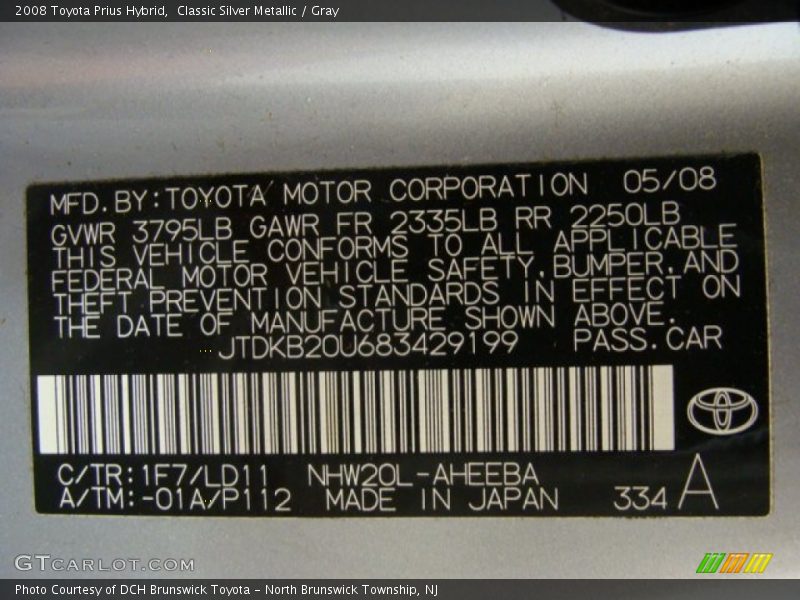 2008 Toyota Prius Hybrid,  Classic Silver Metallic / Gray
MFD.BY:TOYOTA MOTOR CORPORATION 05/08
GVWR 3795LB GAWR FR 2335LB RR 2250LB
THIS VEHICLE CONFORMS TO ALL APPLICABLE
FEDERAL MOTOR VEHICLE SAFETY,BUMPER,AND
THEFT PREVENTION STANDARDS IN EFFECT ON
THE DATE OF MANUFACTURE SHOWN ABOVE.
JTDKB20U683429199 PASS.CAR
C/TR:1F7/LD11 NHW20L-AHEEBA
A/TM:-01A/P112 MADE IN JAPAN 334 A
GTCARLOT.COM
Photo Courtesy of DCH Brunswick Toyota - North Brunswick Township, NJ